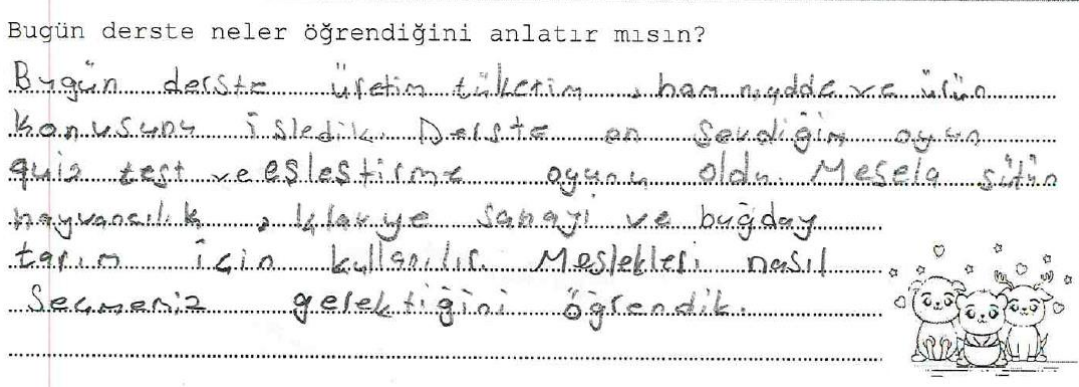 Bugün derste neler öğrendiğini anlatır mısın?
Bugün derste üretim tüketim, ham madde ve ürün
konusunu işledik. Derste en sevdiğim oyun
quiz test ve eşleştirme oyunu oldu. Mesela sütün
hayvancılık, klavye sanayi ve buğday
tarım için kullanılır. Meslekleri nasıl
seçmemiz gerektiğini öğrendik.